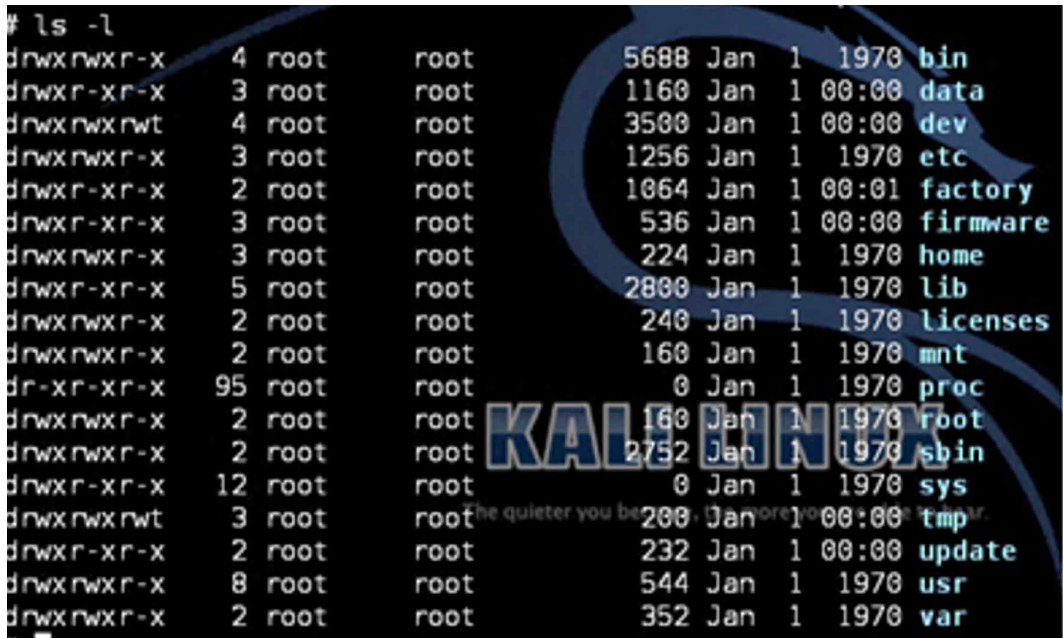 # ls -l
drwxrwxr-x 4 root root 5688 Jan 1 1970 bin
drwxr-xr-x 3 root root 1160 Jan 1 00:00 data
drwxrwxrwt 4 root root 3500 Jan 1 00:00 dev
drwxrwxr-x 3 root root 1256 Jan 1 1970 etc
drwxr-xr-x 2 root root 1064 Jan 1 00:01 factory
drwxr-xr-x 3 root root 536 Jan 1 00:00 firmware
drwxrwxr-x 3 root root 224 Jan 1 1970 home
drwxr-xr-x 5 root root 2800 Jan 1 1970 lib
drwxrwxr-x 2 root root 240 Jan 1 1970 licenses
drwxrwxr-x 2 root root 160 Jan 1 1970 mnt
dr-xr-xr-x 95 root root 0 Jan 1 1970 proc
drwxrwxr-x 2 root root 160 Jan 1 1970 root
KALI LINUX
drwxrwxr-x 2 root root 2752 Jan 1 1970 sbin
drwxr-xr-x 12 root root 0 Jan 1 1970 sys
The quieter you become, the more you are able to hear.
drwxrwxrwt 3 root root 200 Jan 1 00:00 tmp
drwxr-xr-x 2 root root 232 Jan 1 00:00 update
drwxrwxr-x 8 root root 544 Jan 1 1970 usr
drwxrwxr-x 2 root root 352 Jan 1 1970 var